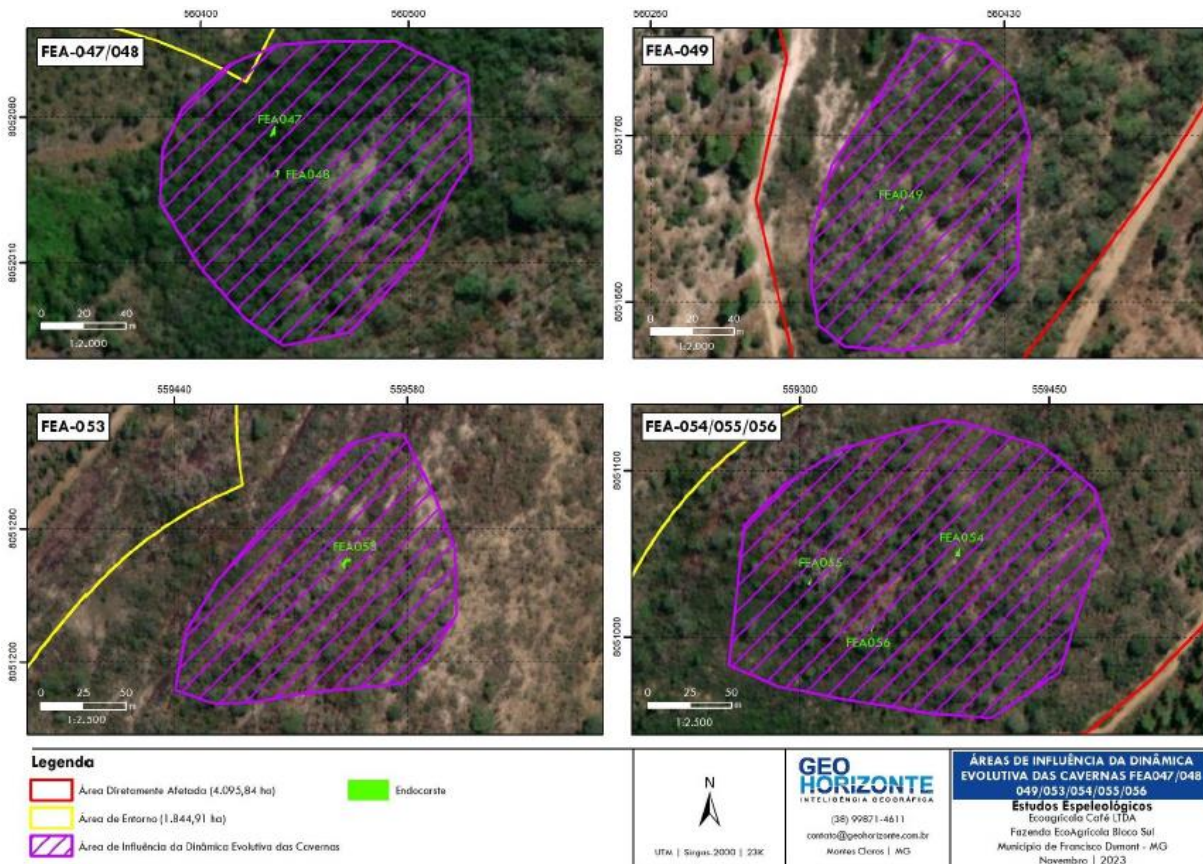 560400
560500
FEA-047/048
8052080
8052010
FEA047
FEA048
0 20 40
m
1:2.000
560430
FEA-049
8051760
8051660
FEA049
0 20 40
m
1:2.000
559440
559580
FEA-053
8051280
8051200
FEA053
0 25 50
m
1:2.500
559300
559450
FEA-054/055/056
8051100
8051000
FEA054
FEA055
FEA056
0 25 50
m
1:2.500
Legenda
Área Diretamente Afetada (4.095,84 ha)
Endocarste
Área de Entorno (1.844,91 ha)
Área de Influência da Dinâmica Evolutiva das Cavernas
N
UTM | Sirgas-2000 | 23K
GEO
HORIZONTE
INTELIGÊNCIA GEOGRÁFICA
(38) 99871-4611
contato@geohorizonte.com.br
Montes Claros | MG
ÁREAS DE INFLUÊNCIA DA DINÂMICA
EVOLUTIVA DAS CAVERNAS FEA047/048
049/053/054/055/056
Estudos Espeleológicos
Ecoagrícola Café LTDA
Fazenda EcoAgrícola Bloco Sul
Município de Francisco Dumont - MG
Novembro | 2023